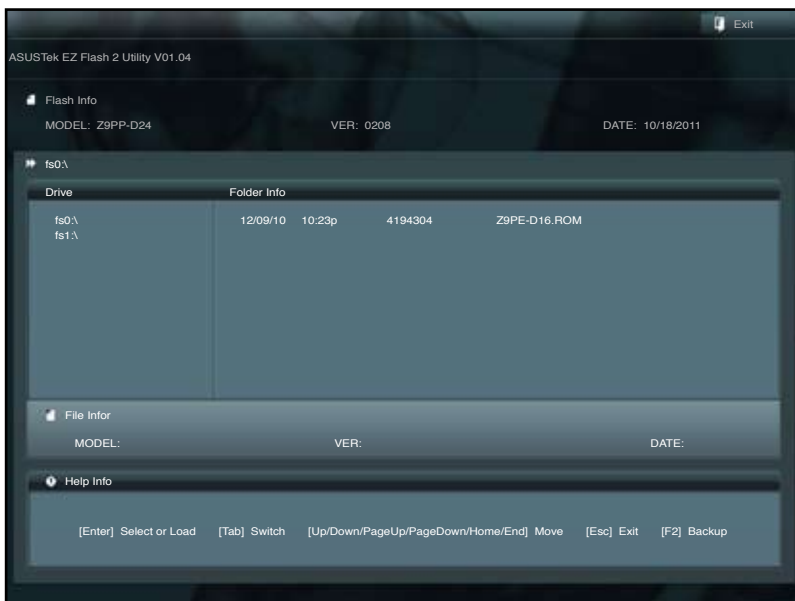 Exit
ASUSTek EZ Flash 2 Utility V01.04
Flash Info
MODEL: Z9PP-D24 VER: 0208 DATE: 10/18/2011
fs0:\
Drive Folder Info
fs0:\ 12/09/10 10:23p 4194304 Z9PE-D16.ROM
fs1:\
File Infor
MODEL: VER: DATE:
Help Info
[Enter] Select or Load [Tab] Switch [Up/Down/PageUp/PageDown/Home/End] Move [Esc] Exit [F2] Backup